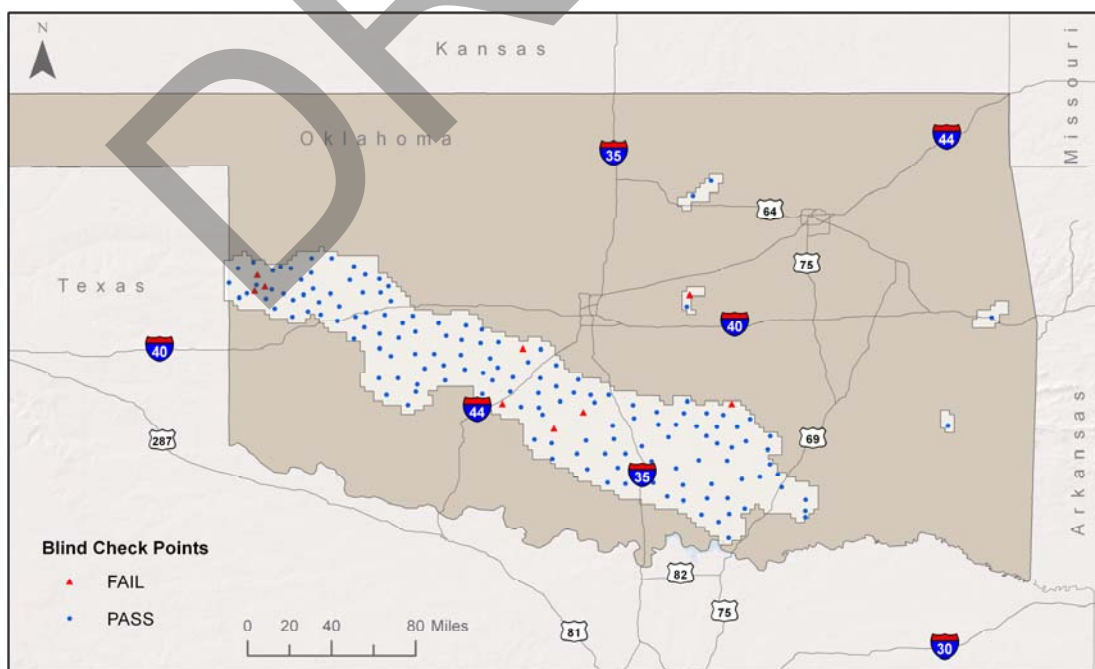 N
Kansas
Missouri
Oklahoma
35
44
64
75
Texas
40
40
44
69
287
35
Arkansas
Blind Check Points
FAIL
PASS
82
75
81
30
0 20 40 80 Miles